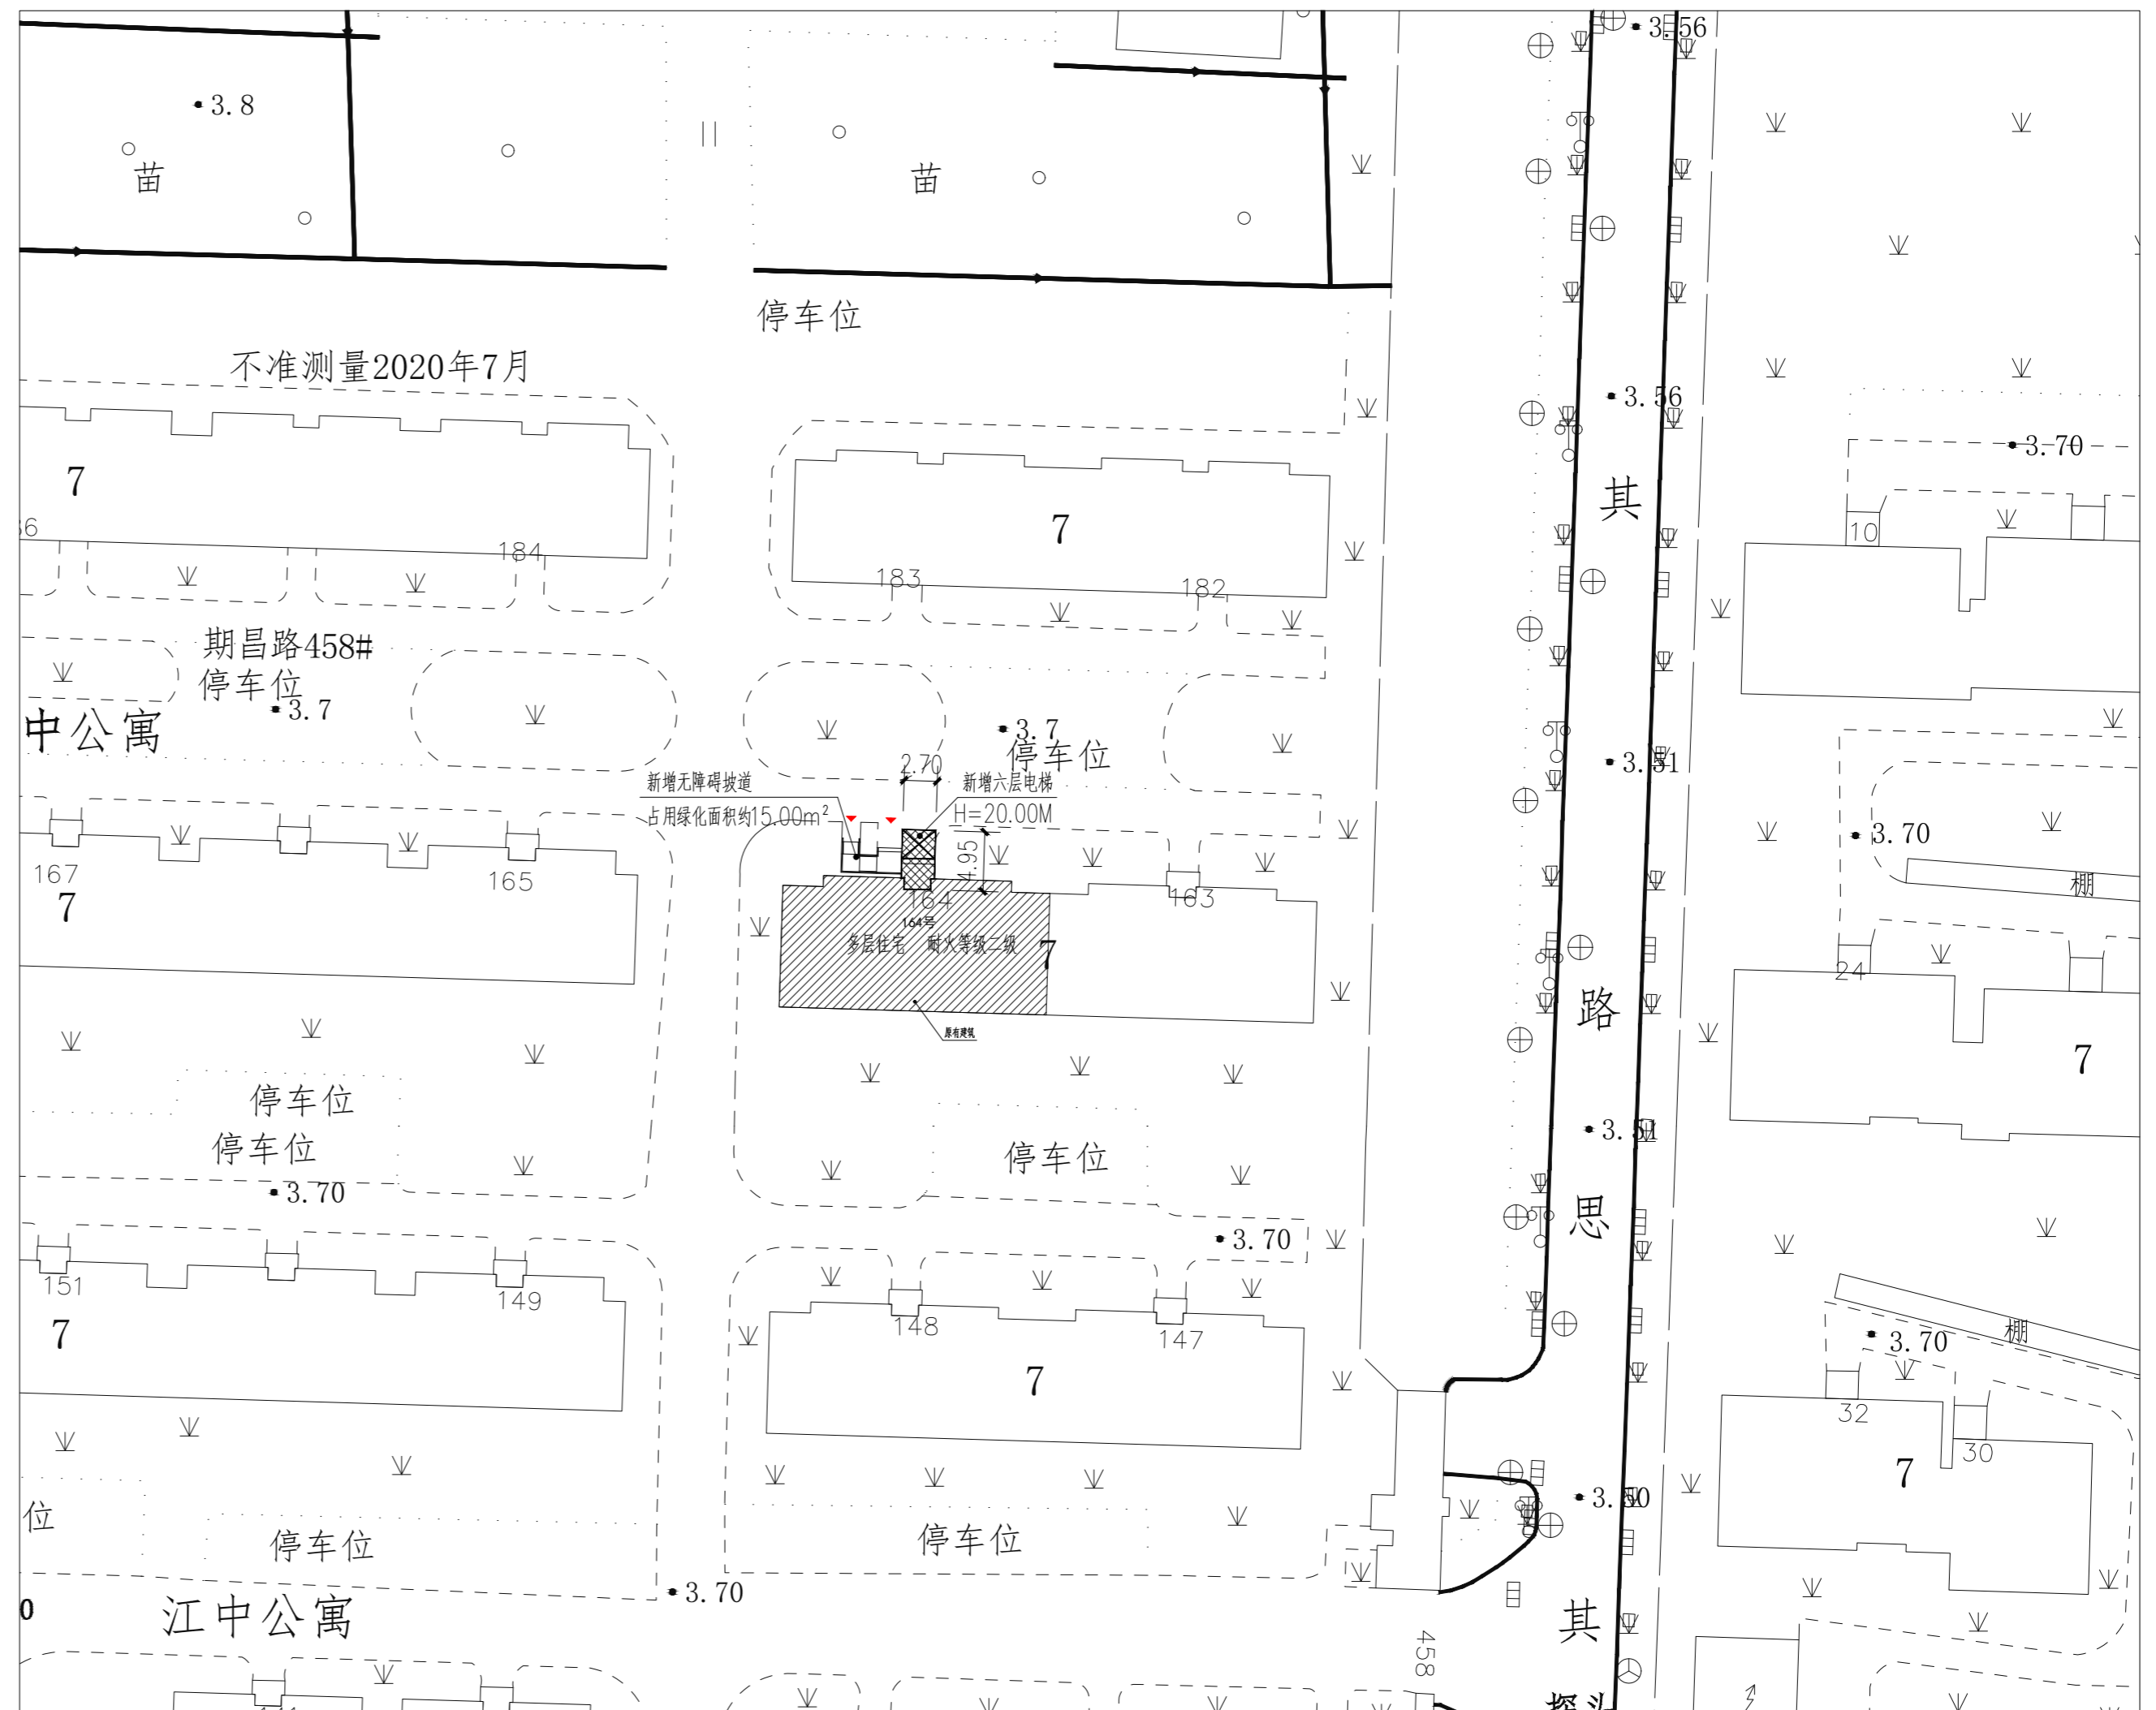 3.56
3.8
苗
苗
停车位
不准测量2020年7月
3.56
3.70
7
其
7
10
184
183
182
期昌路458#
停车位
3.7
中公寓
3.7
停车位
2.70
3.51
新增无障碍坡道
占用绿化面积约15.00m²
新增六层电梯
H=20.00M
4.95
3.70
167
165
164
163
棚
7
164号
多层住宅 耐火等级二级
7
24
路
原有建筑
7
停车位
停车位
停车位
3.51
3.70
思
3.70
151
149
148
147
棚
3.70
7
7
32
30
7
3.50
位
停车位
停车位
3.70
0
江中公寓
其
458